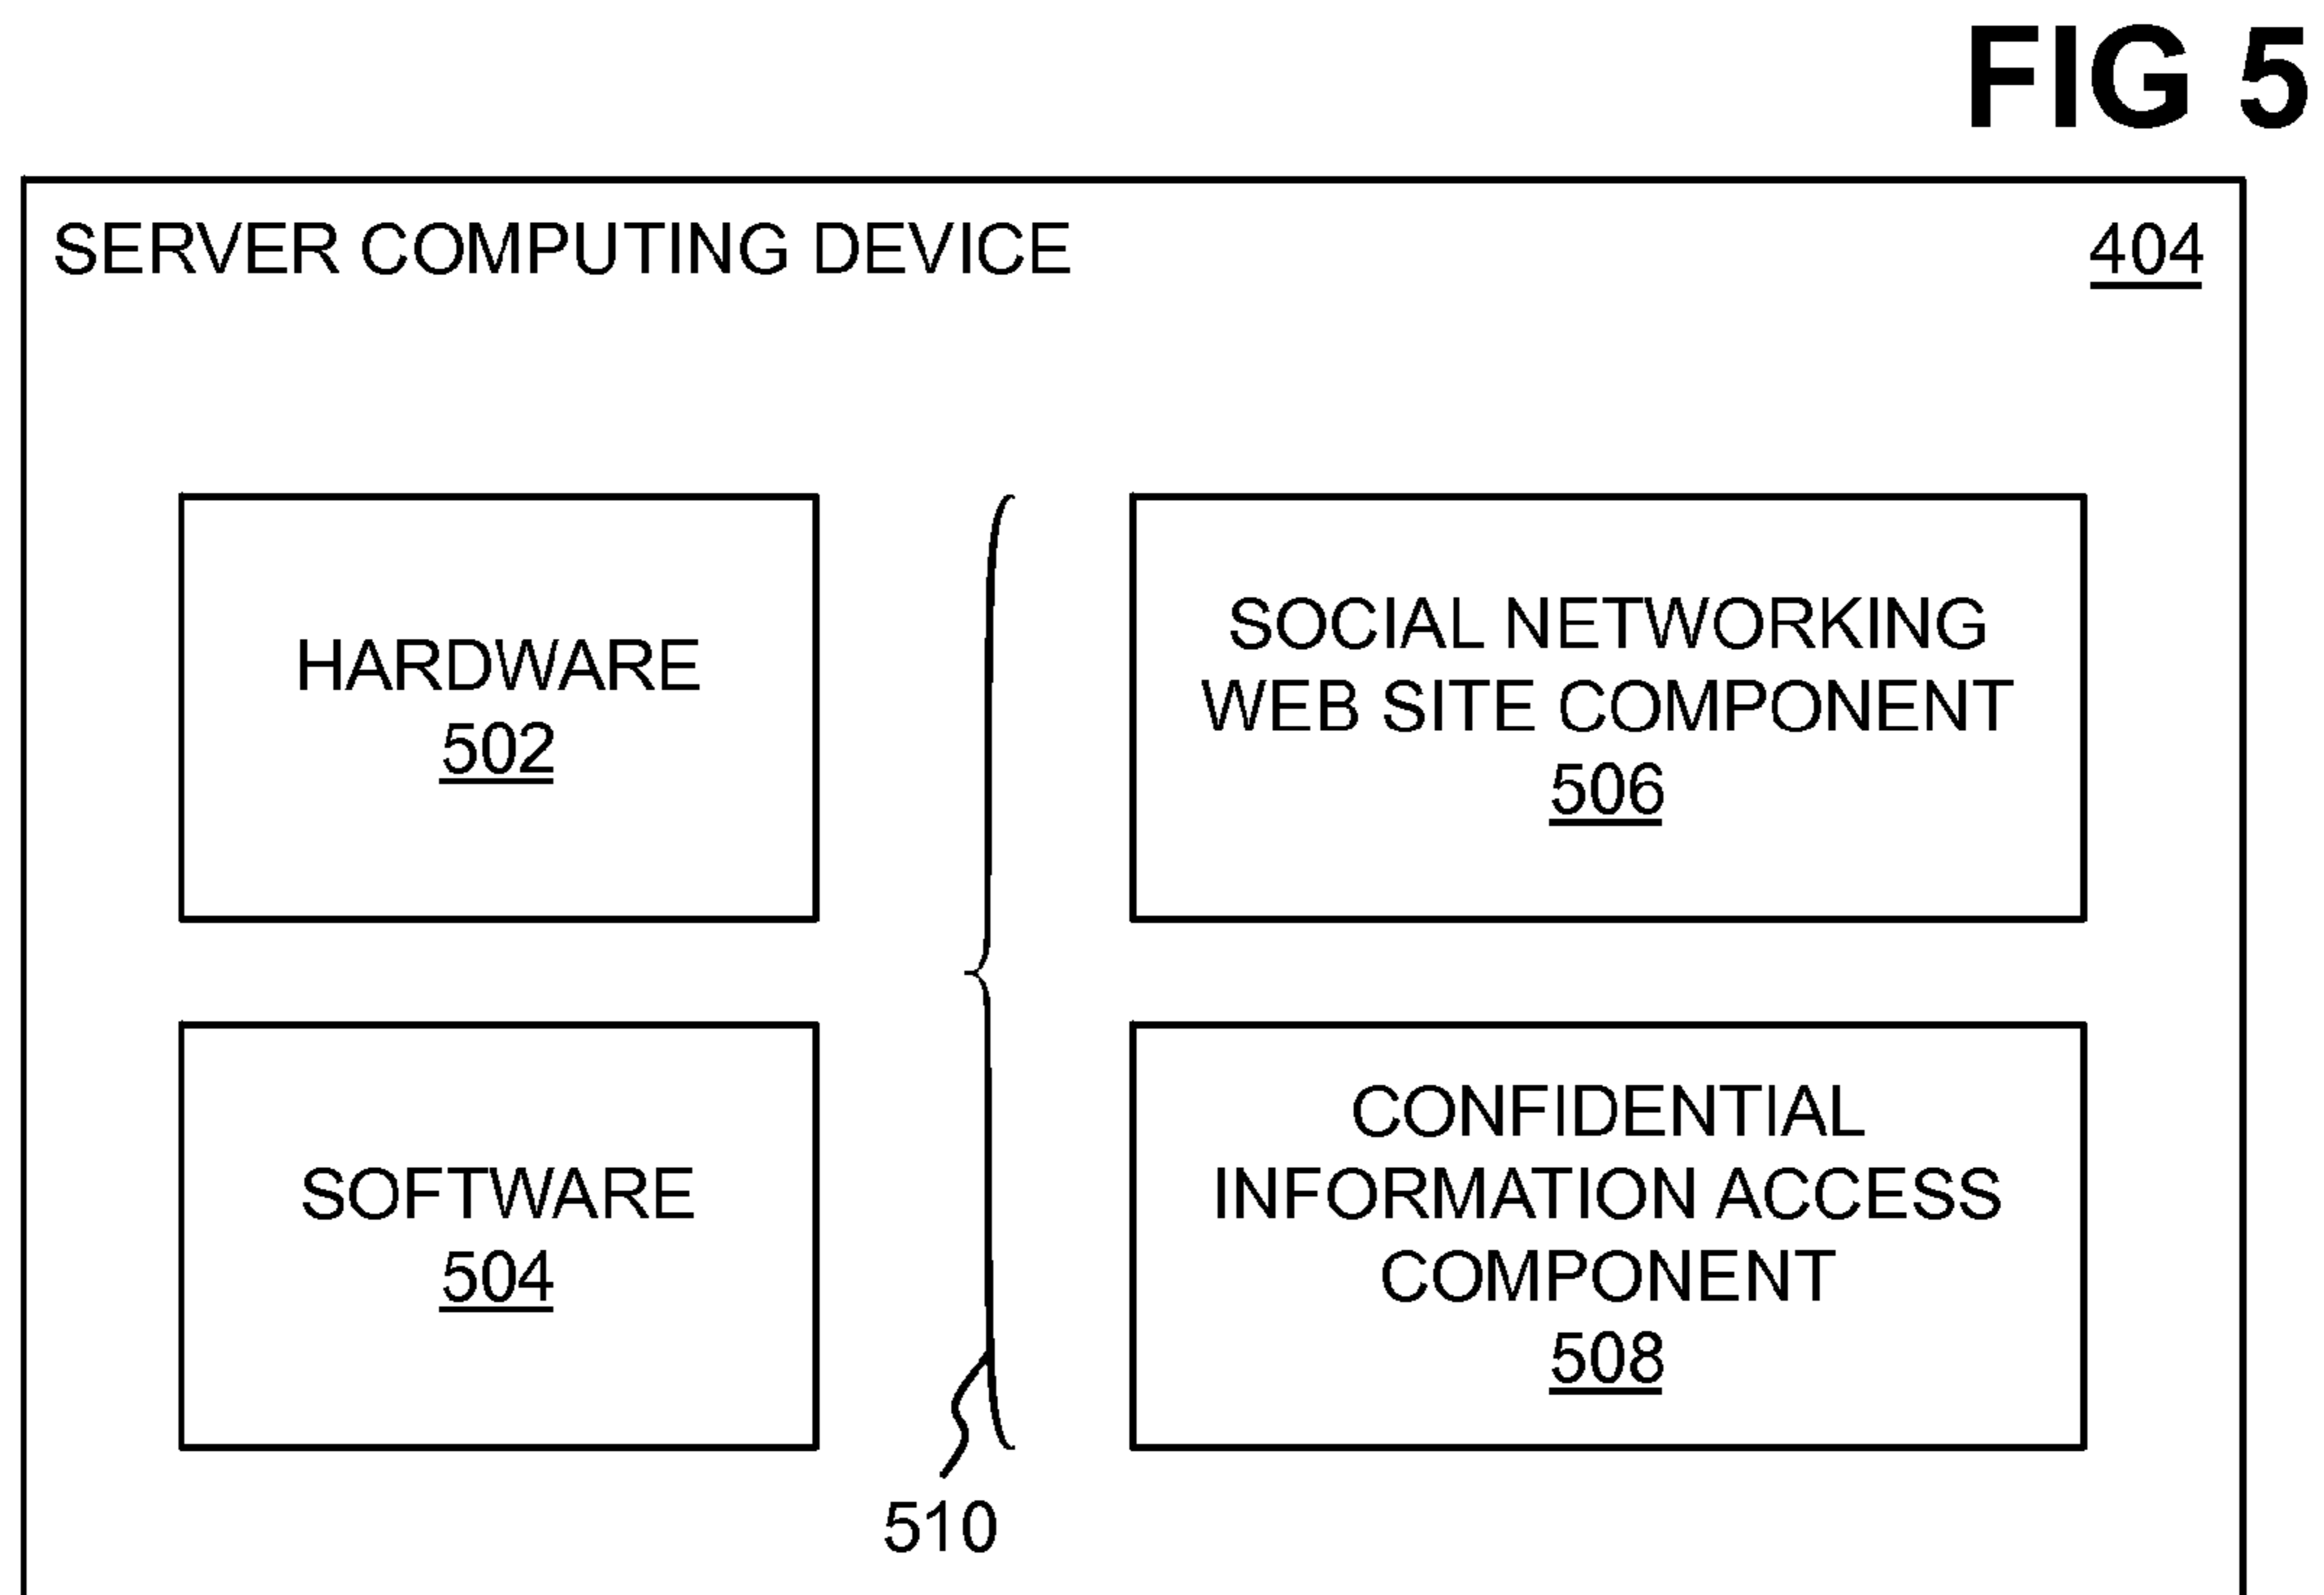 FIG 5
SERVER COMPUTING DEVICE
404
HARDWARE
502
SOCIAL NETWORKING
WEB SITE COMPONENT
506
SOFTWARE
504
CONFIDENTIAL
INFORMATION ACCESS
COMPONENT
508
510